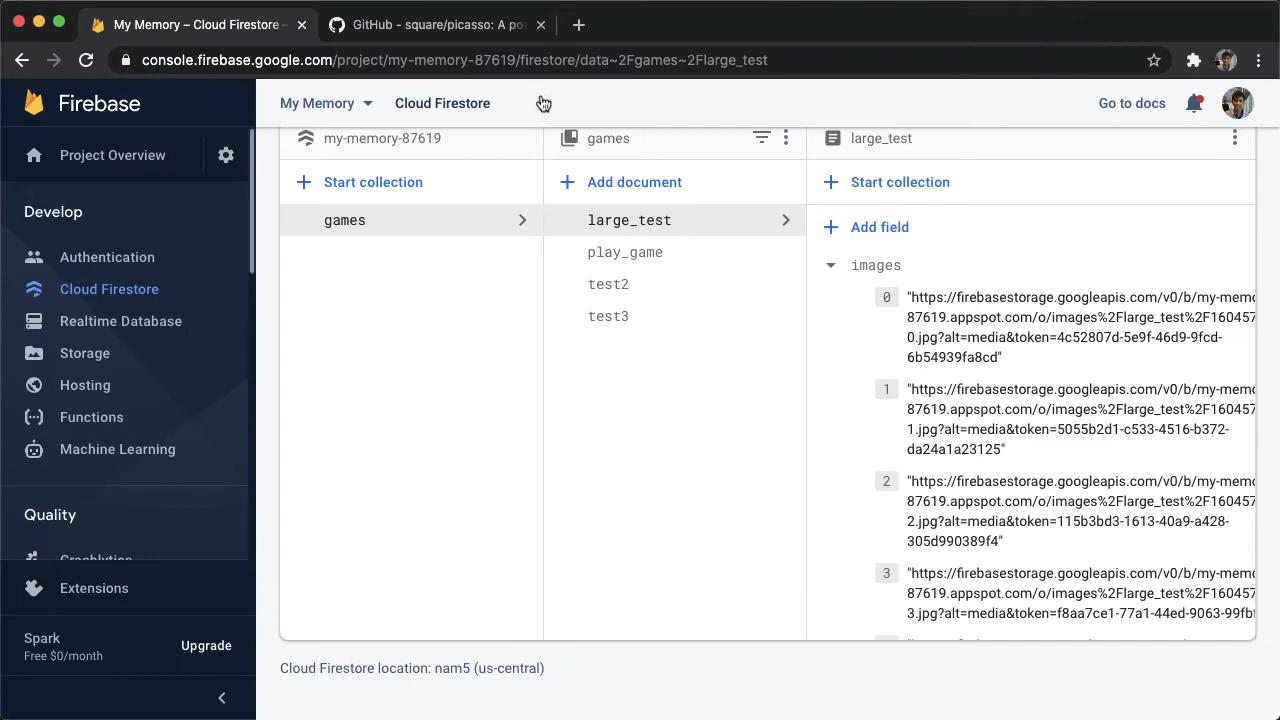 My Memory – Cloud Firestore –
GitHub - square/picasso: A po
console.firebase.google.com/project/my-memory-87619/firestore/data~2Fgames~2Flarge_test
Firebase
My Memory
Cloud Firestore
Go to docs
Project Overview
Develop
Authentication
Cloud Firestore
Realtime Database
Storage
Hosting
Functions
Machine Learning
Quality
Crashlytics
Extensions
Spark
Free $0/month
Upgrade
my-memory-87619
Start collection
games
games
Add document
large_test
play_game
test2
test3
large_test
Start collection
Add field
images
0
"https://firebasestorage.googleapis.com/v0/b/my-memo
87619.appspot.com/o/images%2Flarge_test%2F160457
0.jpg?alt=media&token=4c52807d-5e9f-46d9-9fcd-
6b54939fa8cd"
1
"https://firebasestorage.googleapis.com/v0/b/my-memo
87619.appspot.com/o/images%2Flarge_test%2F160457
1.jpg?alt=media&token=5055b2d1-c533-4516-b372-
da24a1a23125"
2
"https://firebasestorage.googleapis.com/v0/b/my-memo
87619.appspot.com/o/images%2Flarge_test%2F160457
2.jpg?alt=media&token=115b3bd3-1613-40a9-a428-
305d990389f4"
3
"https://firebasestorage.googleapis.com/v0/b/my-memo
87619.appspot.com/o/images%2Flarge_test%2F160457
3.jpg?alt=media&token=f8aa7ce1-77a1-44ed-9063-99fb
Cloud Firestore location: nam5 (us-central)